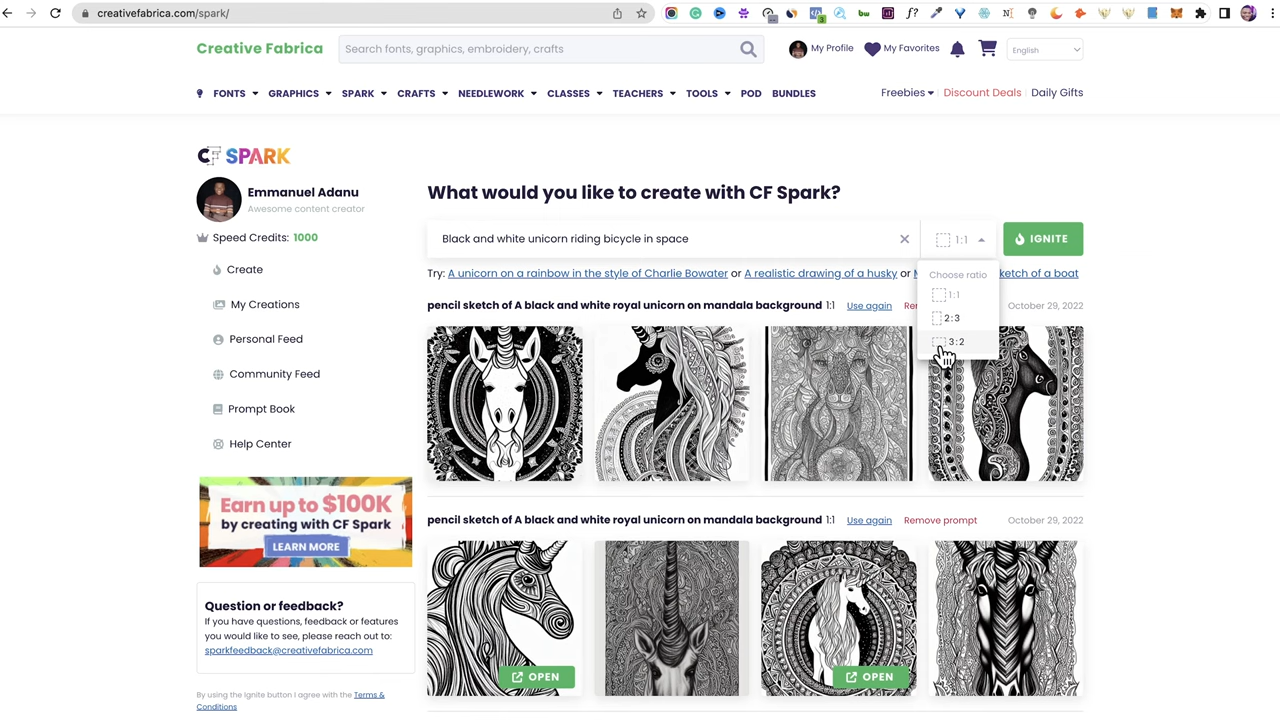 creativefabrica.com/spark/
Creative Fabrica
Search fonts, graphics, embroidery, crafts
My Profile
My Favorites
English
FONTS
GRAPHICS
SPARK
CRAFTS
NEEDLEWORK
CLASSES
TEACHERS
TOOLS
POD
BUNDLES
Freebies
Discount Deals
Daily Gifts
CF SPARK
Emmanuel Adanu
Awesome content creator
Speed Credits: 1000
Create
My Creations
Personal Feed
Community Feed
Prompt Book
Help Center
Earn up to $100K
by creating with CF Spark
LEARN MORE
Question or feedback?
If you have questions, feedback or features
you would like to see, please reach out to:
sparkfeedback@creativefabrica.com
By using the Ignite button I agree with the Terms &
Conditions
What would you like to create with CF Spark?
Black and white unicorn riding bicycle in space
1:1
IGNITE
Choose ratio
1:1
2:3
3:2
Try: A unicorn on a rainbow in the style of Charlie Bowater or A realistic drawing of a husky or ketch of a boat
pencil sketch of A black and white royal unicorn on mandala background 1:1 Use again October 29, 2022
pencil sketch of A black and white royal unicorn on mandala background 1:1 Use again Remove prompt October 29, 2022
OPEN
OPEN